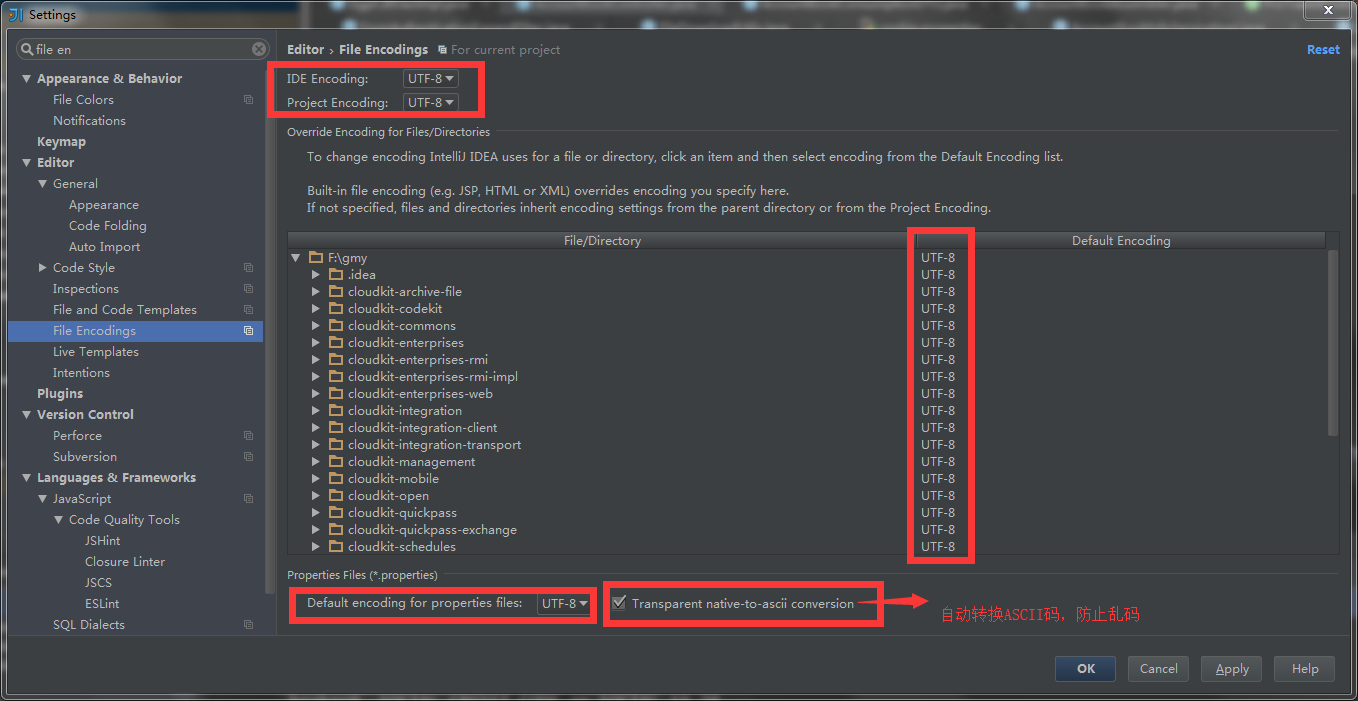 Settings
file en
Appearance & Behavior
File Colors
Notifications
Keymap
Editor
General
Appearance
Code Folding
Auto Import
Code Style
Inspections
File and Code Templates
File Encodings
Live Templates
Intentions
Plugins
Version Control
Perforce
Subversion
Languages & Frameworks
JavaScript
Code Quality Tools
JSHint
Closure Linter
JSCS
ESLint
SQL Dialects
Editor › File Encodings For current project Reset
IDE Encoding: UTF-8
Project Encoding: UTF-8
Override Encoding for Files/Directories
To change encoding IntelliJ IDEA uses for a file or directory, click an item and then select encoding from the Default Encoding list.
Built-in file encoding (e.g. JSP, HTML or XML) overrides encoding you specify here.
If not specified, files and directories inherit encoding settings from the parent directory or from the Project Encoding.
File/Directory Default Encoding
F:\gmy UTF-8
.idea UTF-8
cloudkit-archive-file UTF-8
cloudkit-codekit UTF-8
cloudkit-commons UTF-8
cloudkit-enterprises UTF-8
cloudkit-enterprises-rmi UTF-8
cloudkit-enterprises-rmi-impl UTF-8
cloudkit-enterprises-web UTF-8
cloudkit-integration UTF-8
cloudkit-integration-client UTF-8
cloudkit-integration-transport UTF-8
cloudkit-management UTF-8
cloudkit-mobile UTF-8
cloudkit-open UTF-8
cloudkit-quickpass UTF-8
cloudkit-quickpass-exchange UTF-8
cloudkit-schedules UTF-8
Properties Files (*.properties)
Default encoding for properties files: UTF-8 Transparent native-to-ascii conversion
自动转换ASCII码，防止乱码
OK Cancel Apply Help